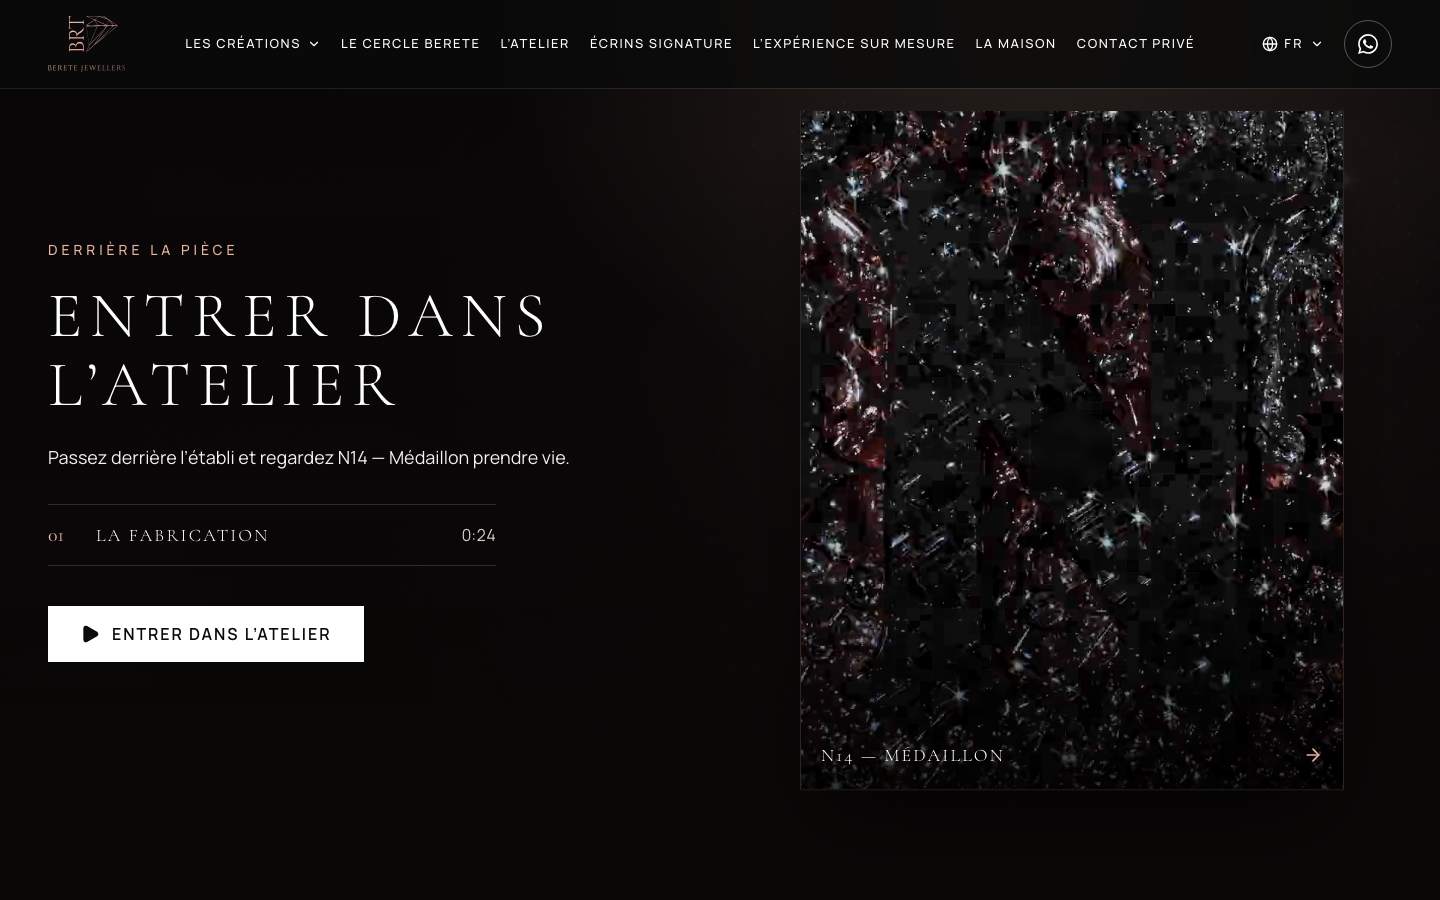 BRT
BERETE JEWELLERS
LES CRÉATIONS
LE CERCLE BERETE
L’ATELIER
ÉCRINS SIGNATURE
L’EXPÉRIENCE SUR MESURE
LA MAISON
CONTACT PRIVÉ
FR
DERRIÈRE LA PIÈCE
ENTRER DANS
L’ATELIER
Passez derrière l’établi et regardez N14 — Médaillon prendre vie.
01 LA FABRICATION 0:24
ENTRER DANS L’ATELIER
N14 — MÉDAILLON